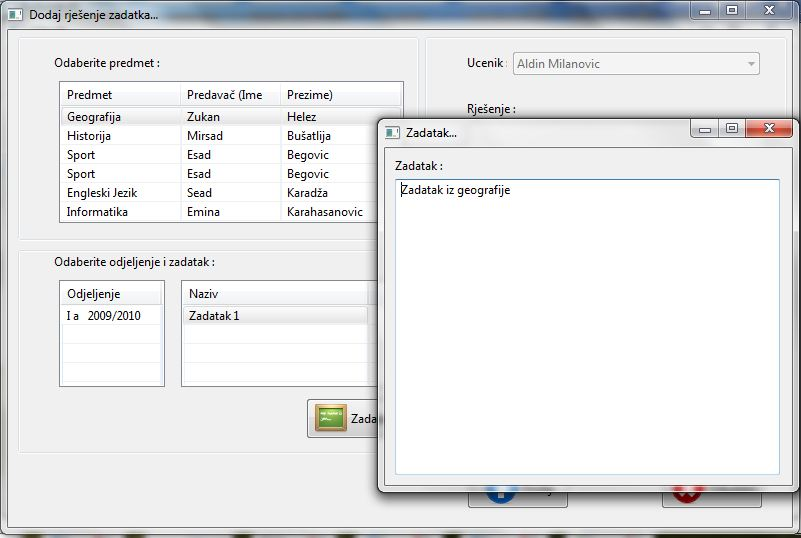 Dodaj rješenje zadatka...
Odaberite predmet :
Predmet Predavač (Ime Prezime)
Geografija Zukan Helez
Historija Mirsad Bušatlija
Sport Esad Begovic
Sport Esad Begovic
Engleski Jezik Sead Karadža
Informatika Emina Karahasanovic
Odaberite odjeljenje i zadatak :
Odjeljenje
I a 2009/2010
Naziv
Zadatak 1
Zada
Ucenik :
Aldin Milanovic
Rješenje :
Zadatak...
Zadatak :
Zadatak iz geografije